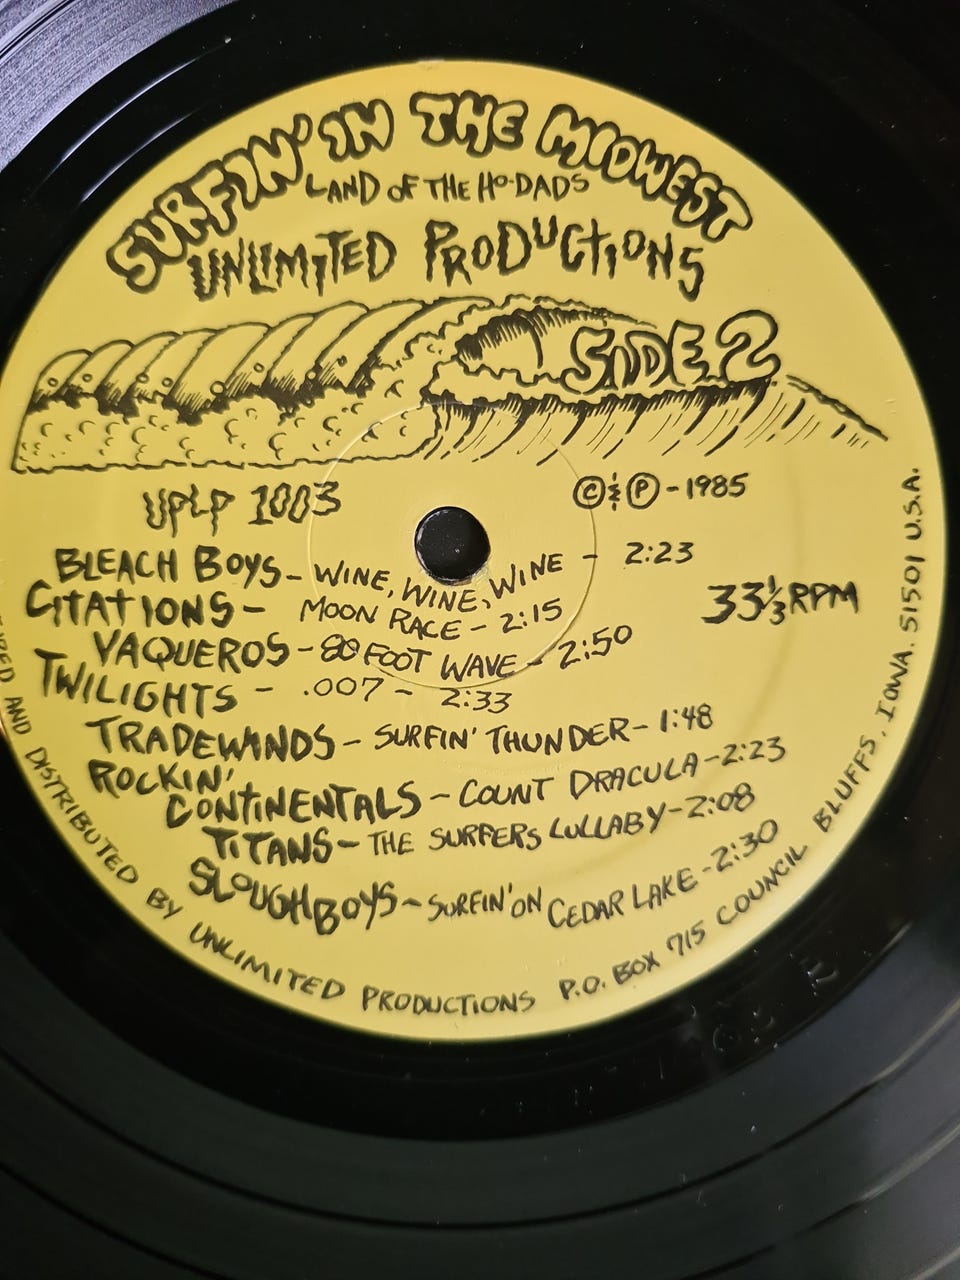 SURFIN' IN THE MIDWEST
LAND OF THE HO-DADS
UNLIMITED PRODUCTIONS
SIDE 2
UPLP 1003
© & ℗ - 1985
33⅓ RPM
BLEACH BOYS - WINE, WINE, WINE - 2:23
CITATIONS - MOON RACE - 2:15
VAQUEROS - 80 FOOT WAVE - 2:50
TWILIGHTS - .007 - 2:33
TRADEWINDS - SURFIN' THUNDER - 1:48
ROCKIN'
CONTINENTALS - COUNT DRACULA - 2:23
TITANS - THE SURFERS LULLABY - 2:08
SLOUGHBOYS - SURFIN' ON CEDAR LAKE - 2:30
AND DISTRIBUTED BY UNLIMITED PRODUCTIONS P.O. BOX 715 COUNCIL BLUFFS, IOWA. 51501 U.S.A.